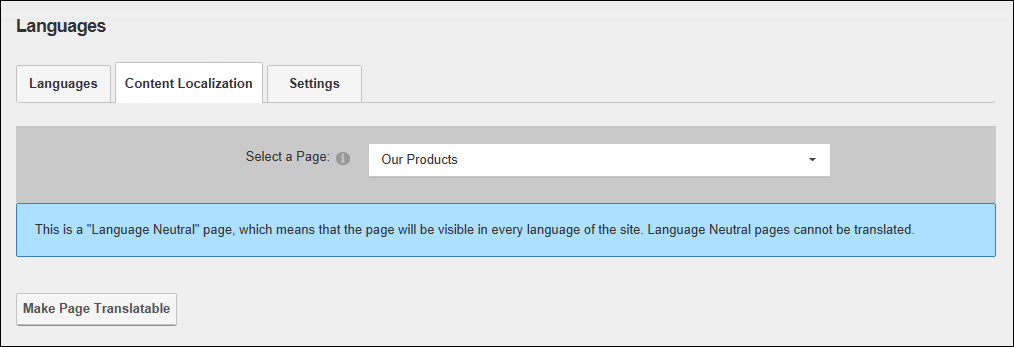 Languages
Languages
Content Localization
Settings
Select a Page:
Our Products
This is a "Language Neutral" page, which means that the page will be visible in every language of the site. Language Neutral pages cannot be translated.
Make Page Translatable